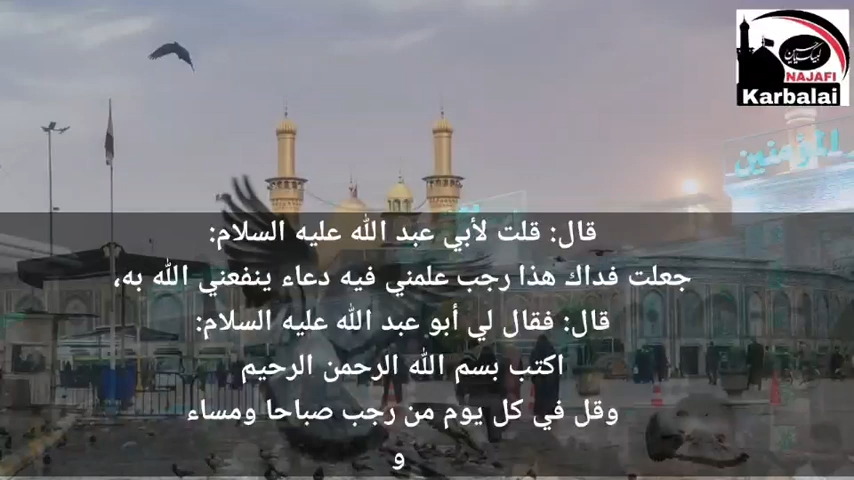 NAJAFI
Karbalai
المؤمنين
قال: قلت لأبي عبد الله عليه السلام:
جعلت فداك هذا رجب علمني فيه دعاء ينفعني الله به،
قال: فقال لي أبو عبد الله عليه السلام:
اكتب بسم الله الرحمن الرحيم
وقل في كل يوم من رجب صباحا ومساء
و